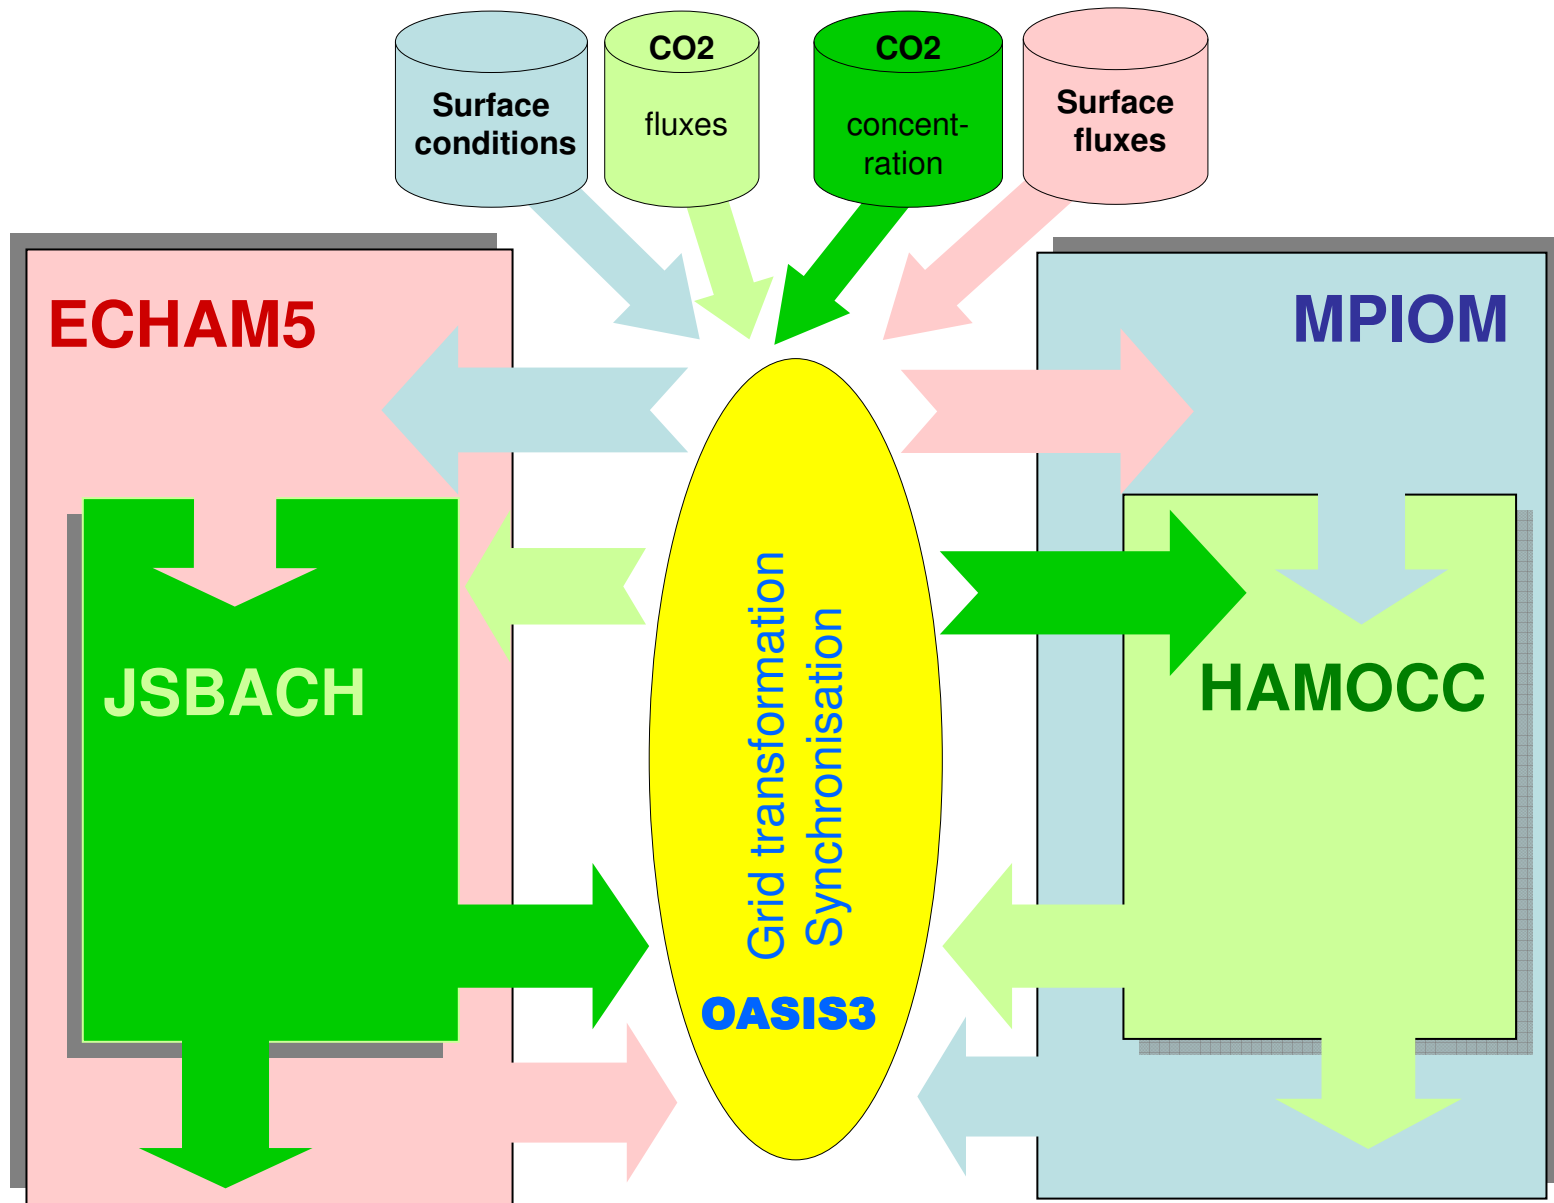 CO2
CO2
Surface
conditions
fluxes
concent-
ration
Surface
fluxes
ECHAM5
MPIOM
JSBACH
HAMOCC
Grid transformation
Synchronisation
OASIS3